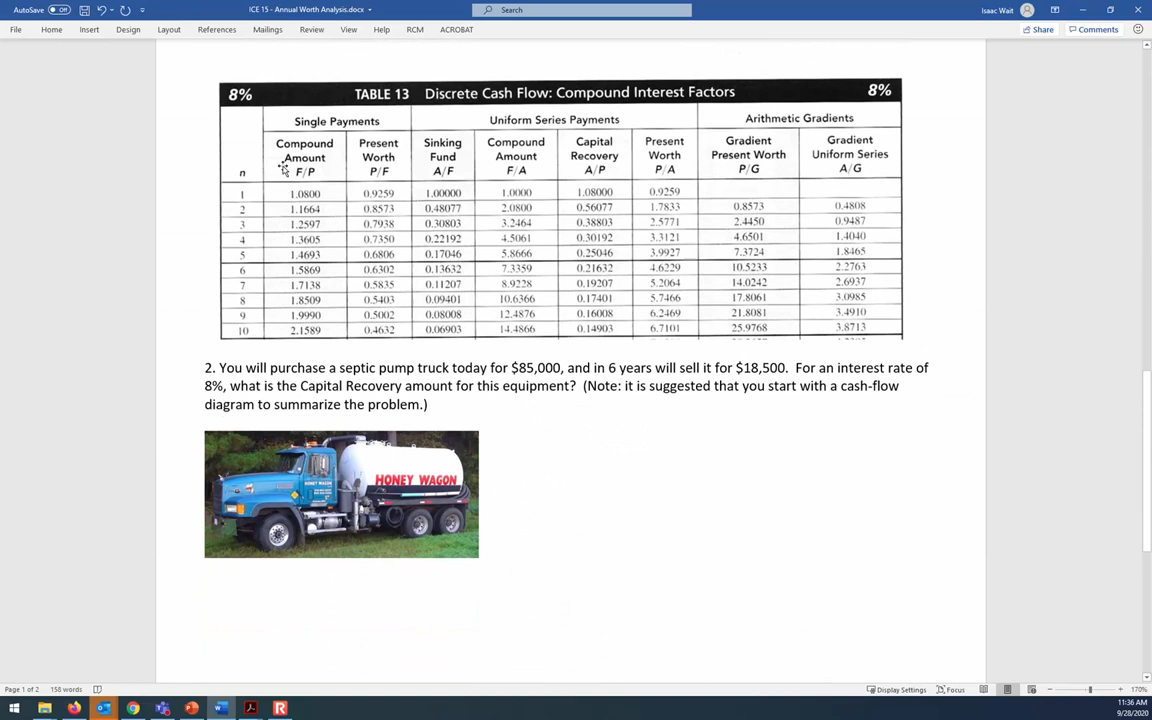 AutoSave Off ICE 15 - Annual Worth Analysis.docx Search Isaac Wait
File Home Insert Design Layout References Mailings Review View Help RCM ACROBAT Share Comments
8% TABLE 13 Discrete Cash Flow: Compound Interest Factors 8%
Single Payments Uniform Series Payments Arithmetic Gradients
Compound Present Sinking Compound Capital Present Gradient Gradient
Amount Worth Fund Amount Recovery Worth Present Worth Uniform Series
n F/P P/F A/F F/A A/P P/A P/G A/G
1 1.0800 0.9259 1.00000 1.0000 1.08000 0.9259
2 1.1664 0.8573 0.48077 2.0800 0.56077 1.7833 0.8573 0.4808
3 1.2597 0.7938 0.30803 3.2464 0.38803 2.5771 2.4450 0.9487
4 1.3605 0.7350 0.22192 4.5061 0.30192 3.3121 4.6501 1.4040
5 1.4693 0.6806 0.17046 5.8666 0.25046 3.9927 7.3724 1.8465
6 1.5869 0.6302 0.13632 7.3359 0.21632 4.6229 10.5233 2.2763
7 1.7138 0.5835 0.11207 8.9228 0.19207 5.2064 14.0242 2.6937
8 1.8509 0.5403 0.09401 10.6366 0.17401 5.7466 17.8061 3.0985
9 1.9990 0.5002 0.08008 12.4876 0.16008 6.2469 21.8081 3.4910
10 2.1589 0.4632 0.06903 14.4866 0.14903 6.7101 25.9768 3.8713
2. You will purchase a septic pump truck today for $85,000, and in 6 years will sell it for $18,500. For an interest rate of
8%, what is the Capital Recovery amount for this equipment? (Note: it is suggested that you start with a cash-flow
diagram to summarize the problem.)
HONEY WAGON
HONEY WAGON
Page 1 of 2 158 words Display Settings Focus 170%
11:36 AM
9/28/2020